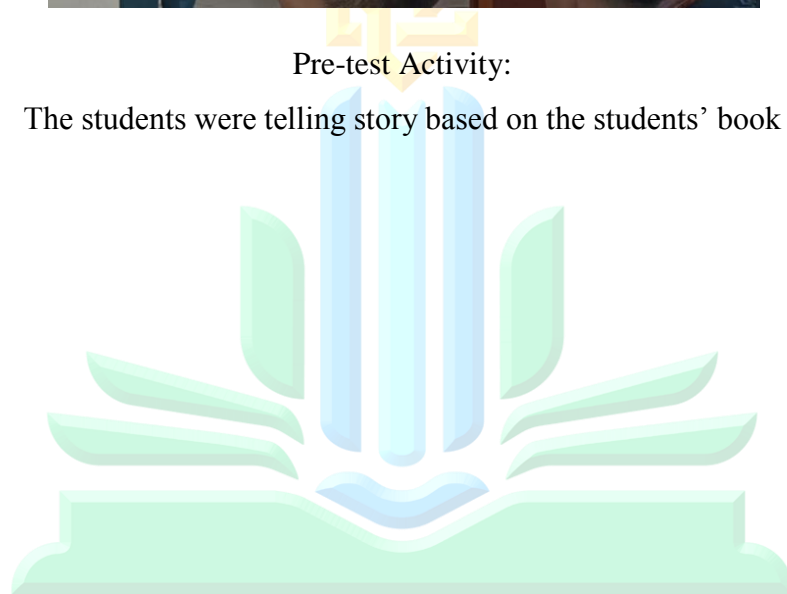 Pre-test Activity:
The students were telling story based on the students’ book